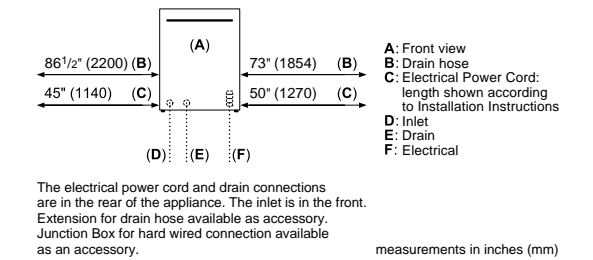 (A)
86 1/2" (2200) (B)
73" (1854) (B)
45" (1140) (C)
50" (1270) (C)
(D)
(E)
(F)
A: Front view
B: Drain hose
C: Electrical Power Cord:
length shown according
to Installation Instructions
D: Inlet
E: Drain
F: Electrical
The electrical power cord and drain connections
are in the rear of the appliance. The inlet is in the front.
Extension for drain hose available as accessory.
Junction Box for hard wired connection available
as an accessory.
measurements in inches (mm)